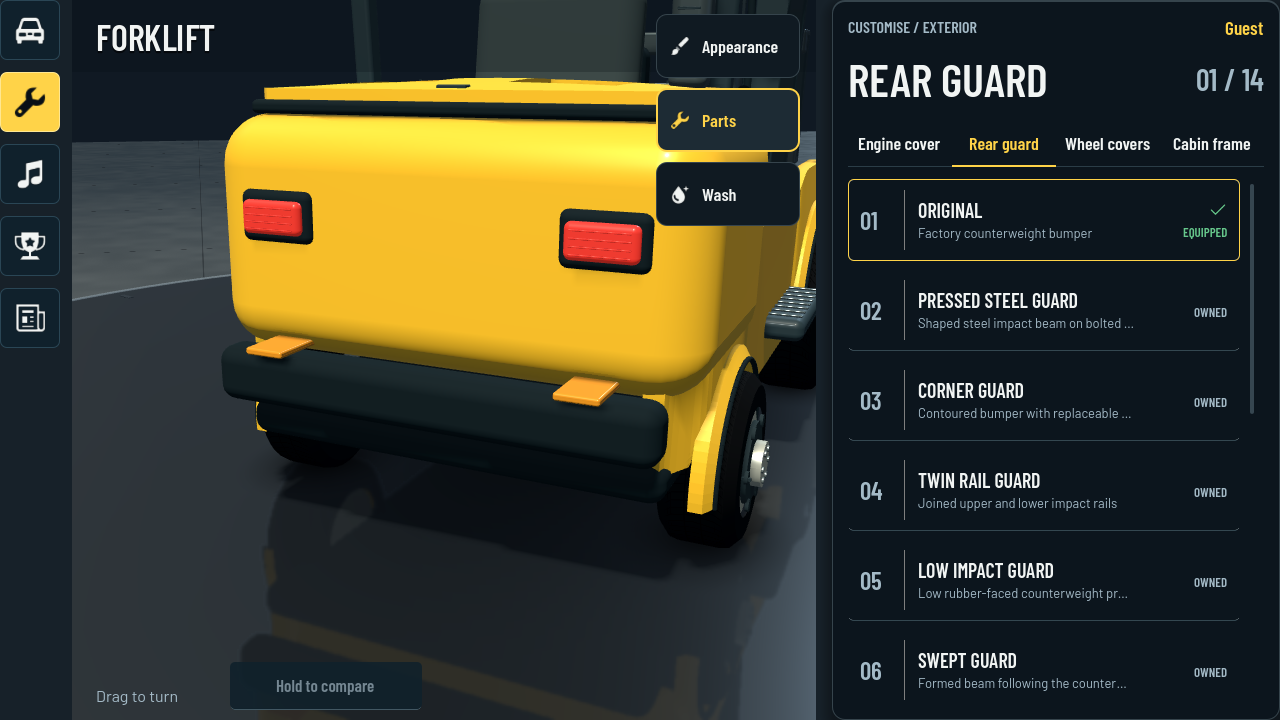 FORKLIFT
Appearance
Parts
Wash
Drag to turn
Hold to compare
CUSTOMISE / EXTERIOR
Guest
REAR GUARD
01 / 14
Engine cover
Rear guard
Wheel covers
Cabin frame
01
ORIGINAL
Factory counterweight bumper
EQUIPPED
02
PRESSED STEEL GUARD
Shaped steel impact beam on bolted ...
OWNED
03
CORNER GUARD
Contoured bumper with replaceable ...
OWNED
04
TWIN RAIL GUARD
Joined upper and lower impact rails
OWNED
05
LOW IMPACT GUARD
Low rubber-faced counterweight pr...
OWNED
06
SWEPT GUARD
Formed beam following the counter...
OWNED